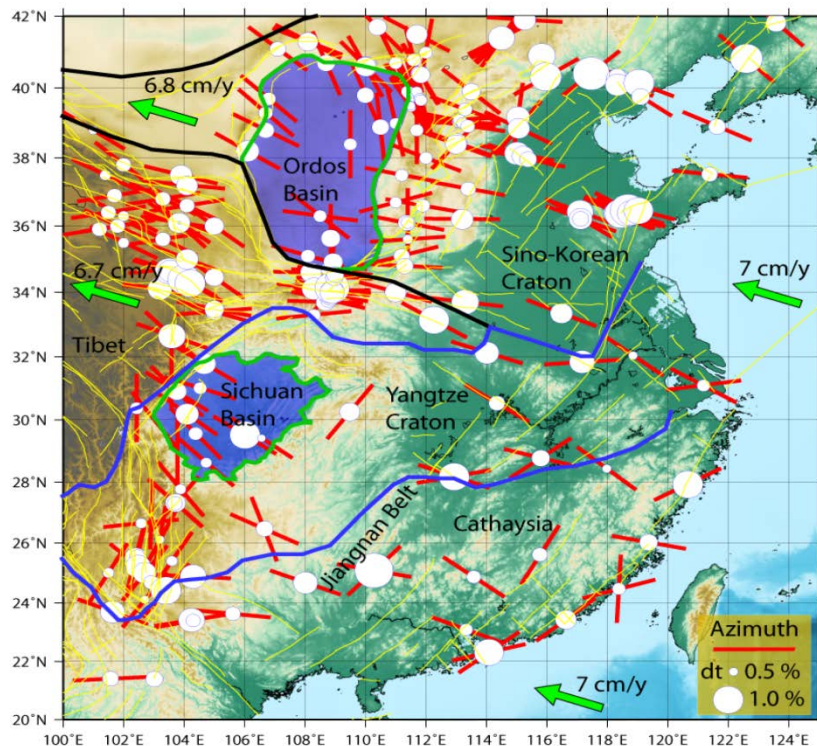 42°N
40°N
38°N
36°N
34°N
32°N
30°N
28°N
26°N
24°N
22°N
20°N
6.8 cm/y
Ordos
Basin
6.7 cm/y
Sino-Korean
Craton
7 cm/y
Tibet
Sichuan
Basin
Yangtze
Craton
Jiangnan Belt
Cathaysia
7 cm/y
Azimuth
dt 0.5 %
1.0 %
100°E 102°E 104°E 106°E 108°E 110°E 112°E 114°E 116°E 118°E 120°E 122°E 124°E